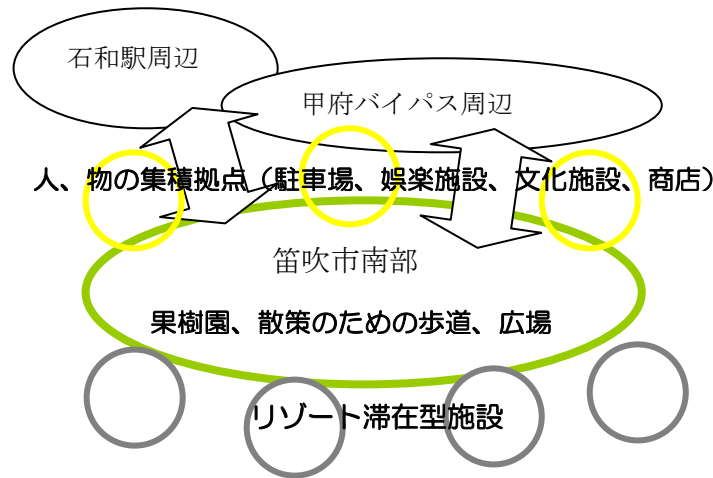 石和駅周辺
甲府バイパス周辺
人、物の集積拠点（駐車場、娯楽施設、文化施設、商店）
笛吹市南部
果樹園、散策のための歩道、広場
リゾート滞在型施設